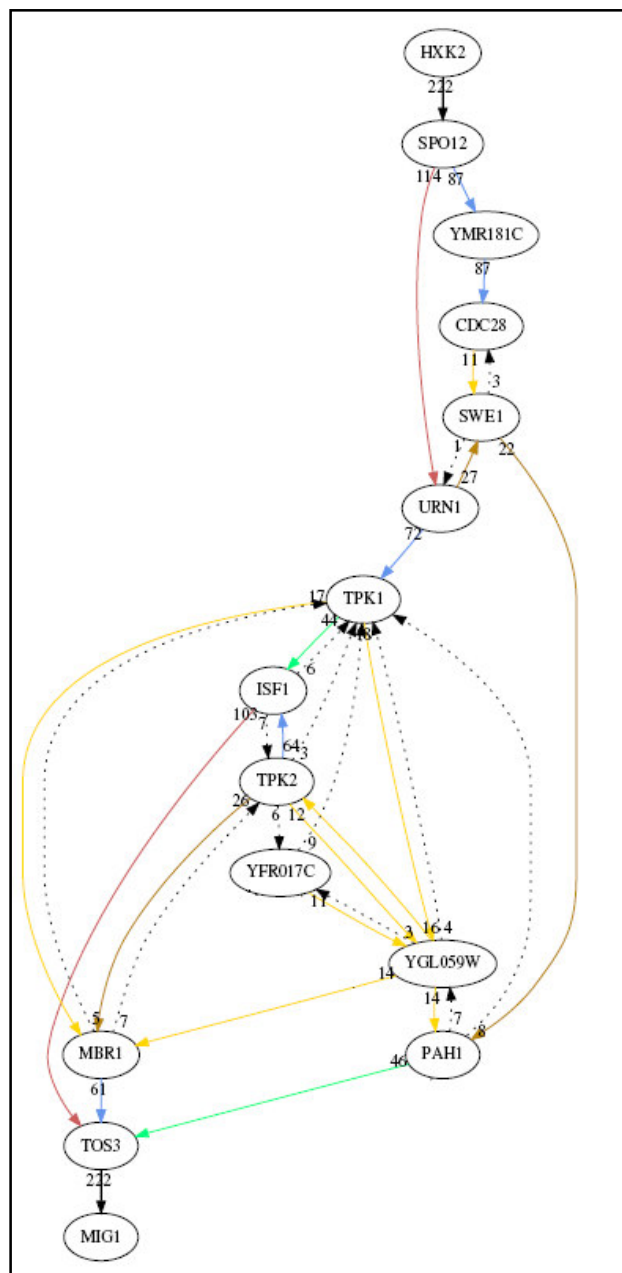 HXK2
222
SPO12
114 87
YMR181C
87
CDC28
11
3
SWE1
1 22
27
URN1
72
TPK1
17
44 18
6
ISF1
103 7
64 3
TPK2
26 6 12
9
YFR017C
11
3 16 4
YGL059W
14 14
5 7 7 8
MBR1 PAH1
46
61
TOS3
222
MIG1